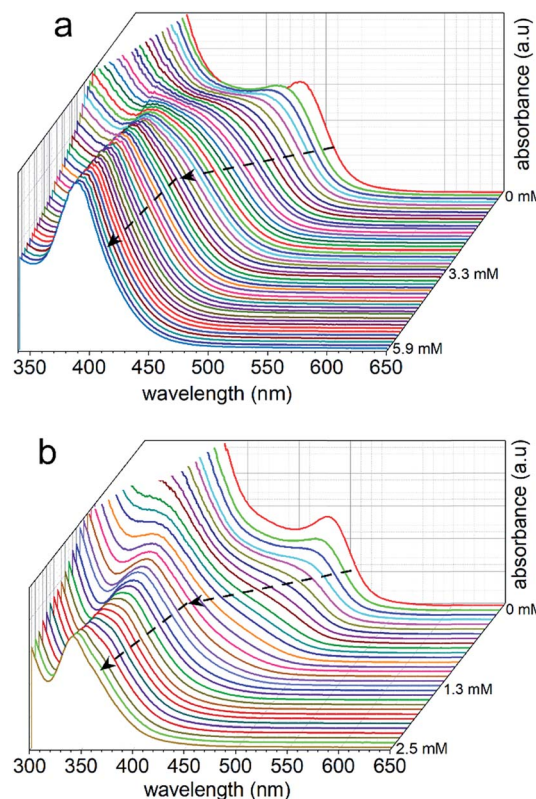 a
absorbance (a.u)
0 mM
3.3 mM
5.9 mM
350 400 450 500 550 600 650
wavelength (nm)
b
absorbance (a.u)
0 mM
1.3 mM
2.5 mM
300 350 400 450 500 550 600 650
wavelength (nm)